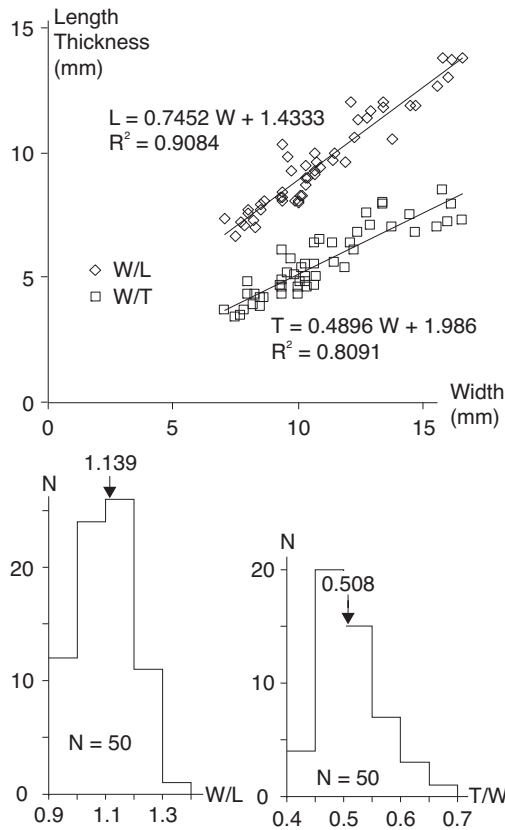 Length
Thickness
(mm)
15
L = 0.7452 W + 1.4333
R² = 0.9084
10
5
W/L
W/T
T = 0.4896 W + 1.986
R² = 0.8091
0
0 5 10 15
Width
(mm)
1.139
N
20
10
N = 50
0
0.9 1.1 1.3
W/L
N
20
0.508
10
N = 50
0
0.4 0.5 0.6 0.7
T/W